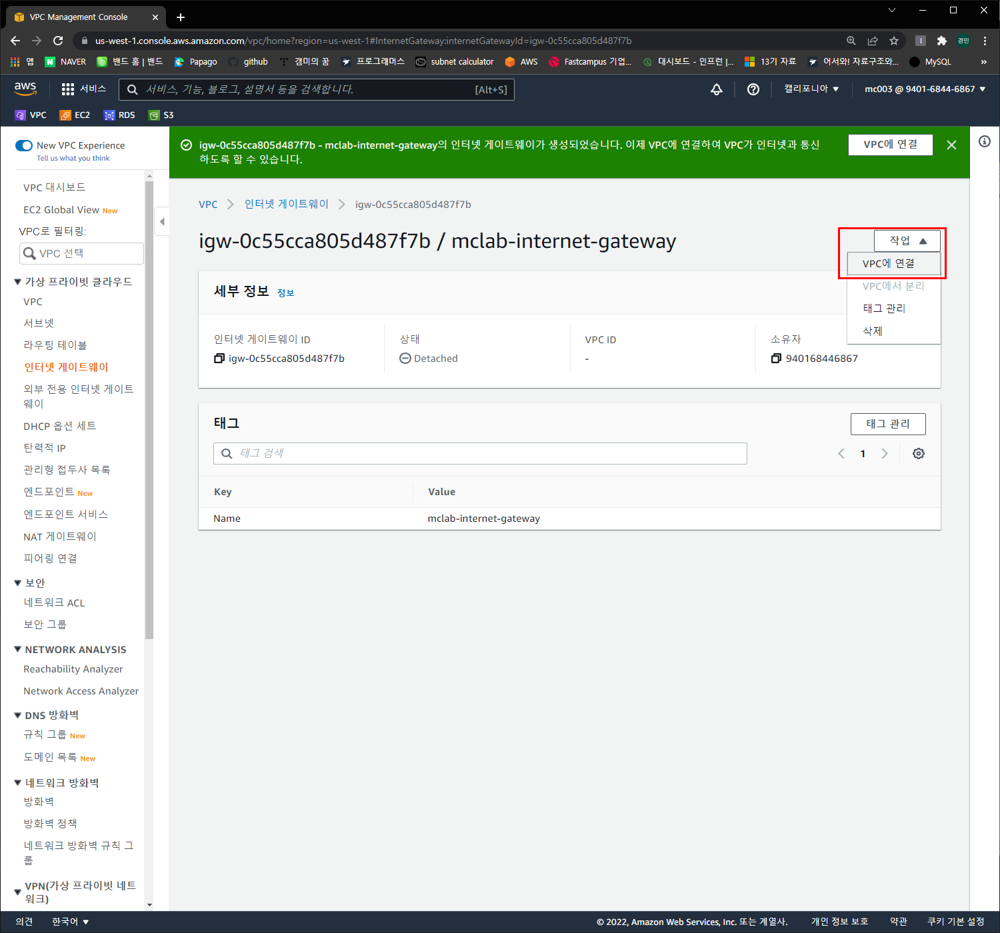 VPC Management Console
us-west-1.console.aws.amazon.com/vpc/home?region=us-west-1#InternetGateway:internetGatewayId=igw-0c55cca805d487f7b
경민
앱 NAVER 밴드 홈 | 밴드 Papago github 갬미의 꿈 프로그래머스 subnet calculator AWS Fastcampus 기업... 대시보드 - 인프런 |... 13기 자료 어서와! 자료구조와... MySQL »
aws 서비스 서비스, 기능, 블로그, 설명서 등을 검색합니다. [Alt+S] 캘리포니아 ▼ mc003 @ 9401-6844-6867 ▼
VPC EC2 RDS S3
New VPC Experience
Tell us what you think
igw-0c55cca805d487f7b - mclab-internet-gateway의 인터넷 게이트웨이가 생성되었습니다. 이제 VPC에 연결하여 VPC가 인터넷과 통신
하도록 할 수 있습니다.
VPC에 연결
VPC 대시보드
EC2 Global View New
VPC로 필터링:
VPC 선택
가상 프라이빗 클라우드
VPC
서브넷
라우팅 테이블
인터넷 게이트웨이
외부 전용 인터넷 게이트
웨이
DHCP 옵션 세트
탄력적 IP
관리형 접두사 목록
엔드포인트 New
엔드포인트 서비스
NAT 게이트웨이
피어링 연결
보안
네트워크 ACL
보안 그룹
NETWORK ANALYSIS
Reachability Analyzer
Network Access Analyzer
DNS 방화벽
규칙 그룹 New
도메인 목록 New
네트워크 방화벽
방화벽
방화벽 정책
네트워크 방화벽 규칙 그
룹
VPN(가상 프라이빗 네트
워크)
VPC 인터넷 게이트웨이 igw-0c55cca805d487f7b
igw-0c55cca805d487f7b / mclab-internet-gateway
작업 ▲
VPC에 연결
VPC에서 분리
태그 관리
삭제
세부 정보 정보
인터넷 게이트웨이 ID
igw-0c55cca805d487f7b
상태
Detached
VPC ID
-
소유자
940168446867
태그
태그 관리
태그 검색
1
Key Value
Name mclab-internet-gateway
의견 한국어 ▼ © 2022, Amazon Web Services, Inc. 또는 계열사. 개인 정보 보호 약관 쿠키 기본 설정